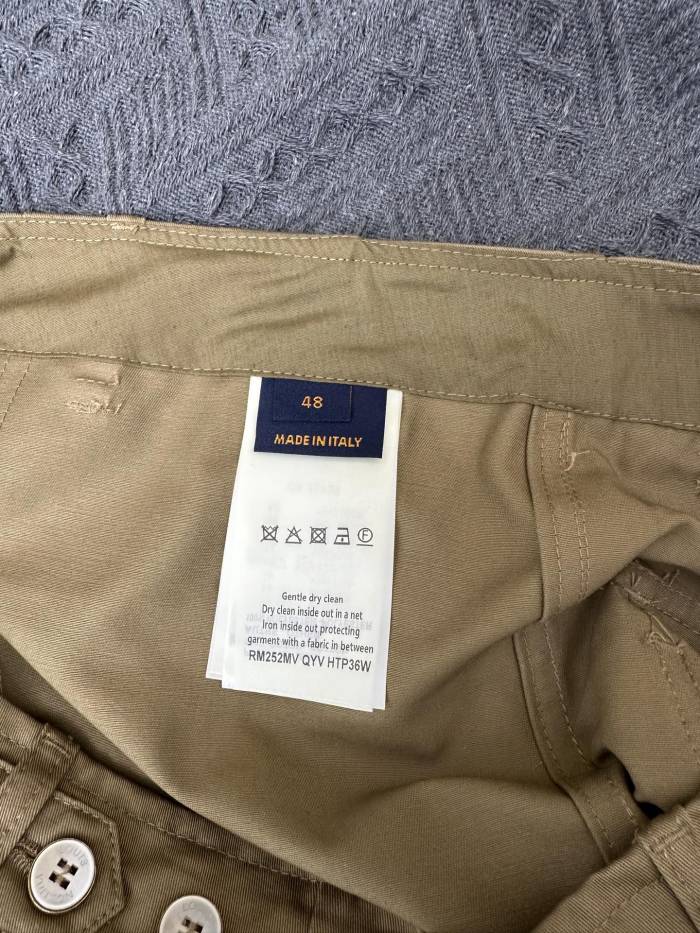 48
MADE IN ITALY
Gentle dry clean
Dry clean inside out in a net
Iron inside out protecting
garment with a fabric in between
RM252MV QYV HTP36W